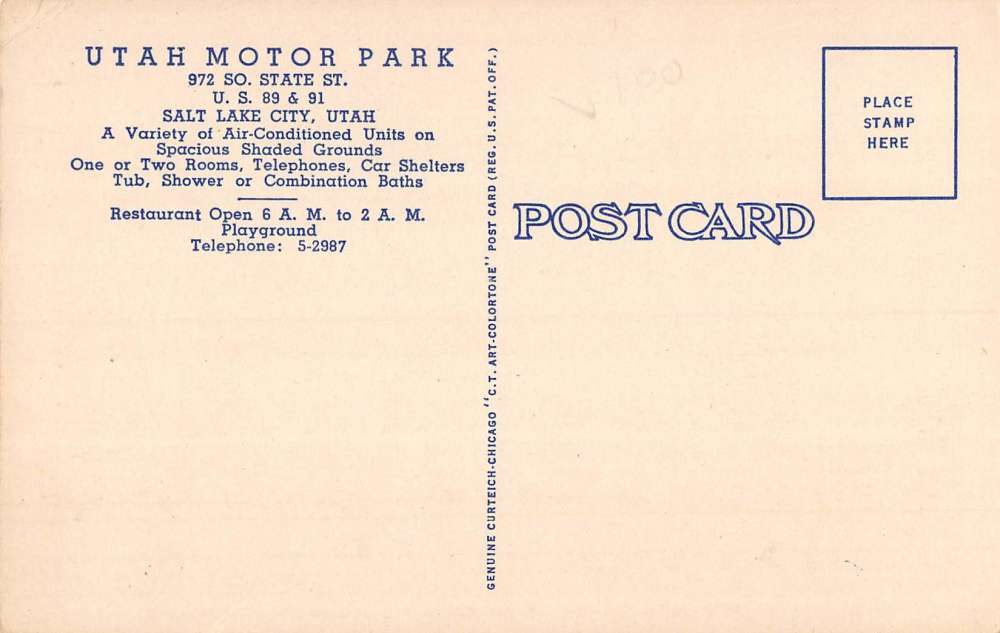 UTAH MOTOR PARK
972 SO. STATE ST.
U. S. 89 & 91
SALT LAKE CITY, UTAH
A Variety of Air-Conditioned Units on
Spacious Shaded Grounds
One or Two Rooms, Telephones, Car Shelters
Tub, Shower or Combination Baths
Restaurant Open 6 A. M. to 2 A. M.
Playground
Telephone: 5-2987
GENUINE CURTEICH-CHICAGO "C.T. ART-COLORTONE" POST CARD (REG. U.S. PAT. OFF.)
POST CARD
PLACE
STAMP
HERE